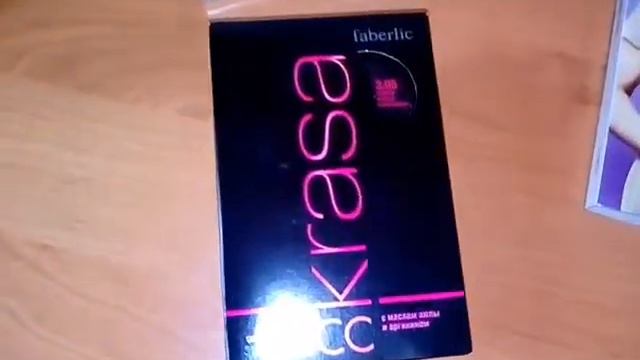 faberlic
krasa
с маслом амлы
и аргинином